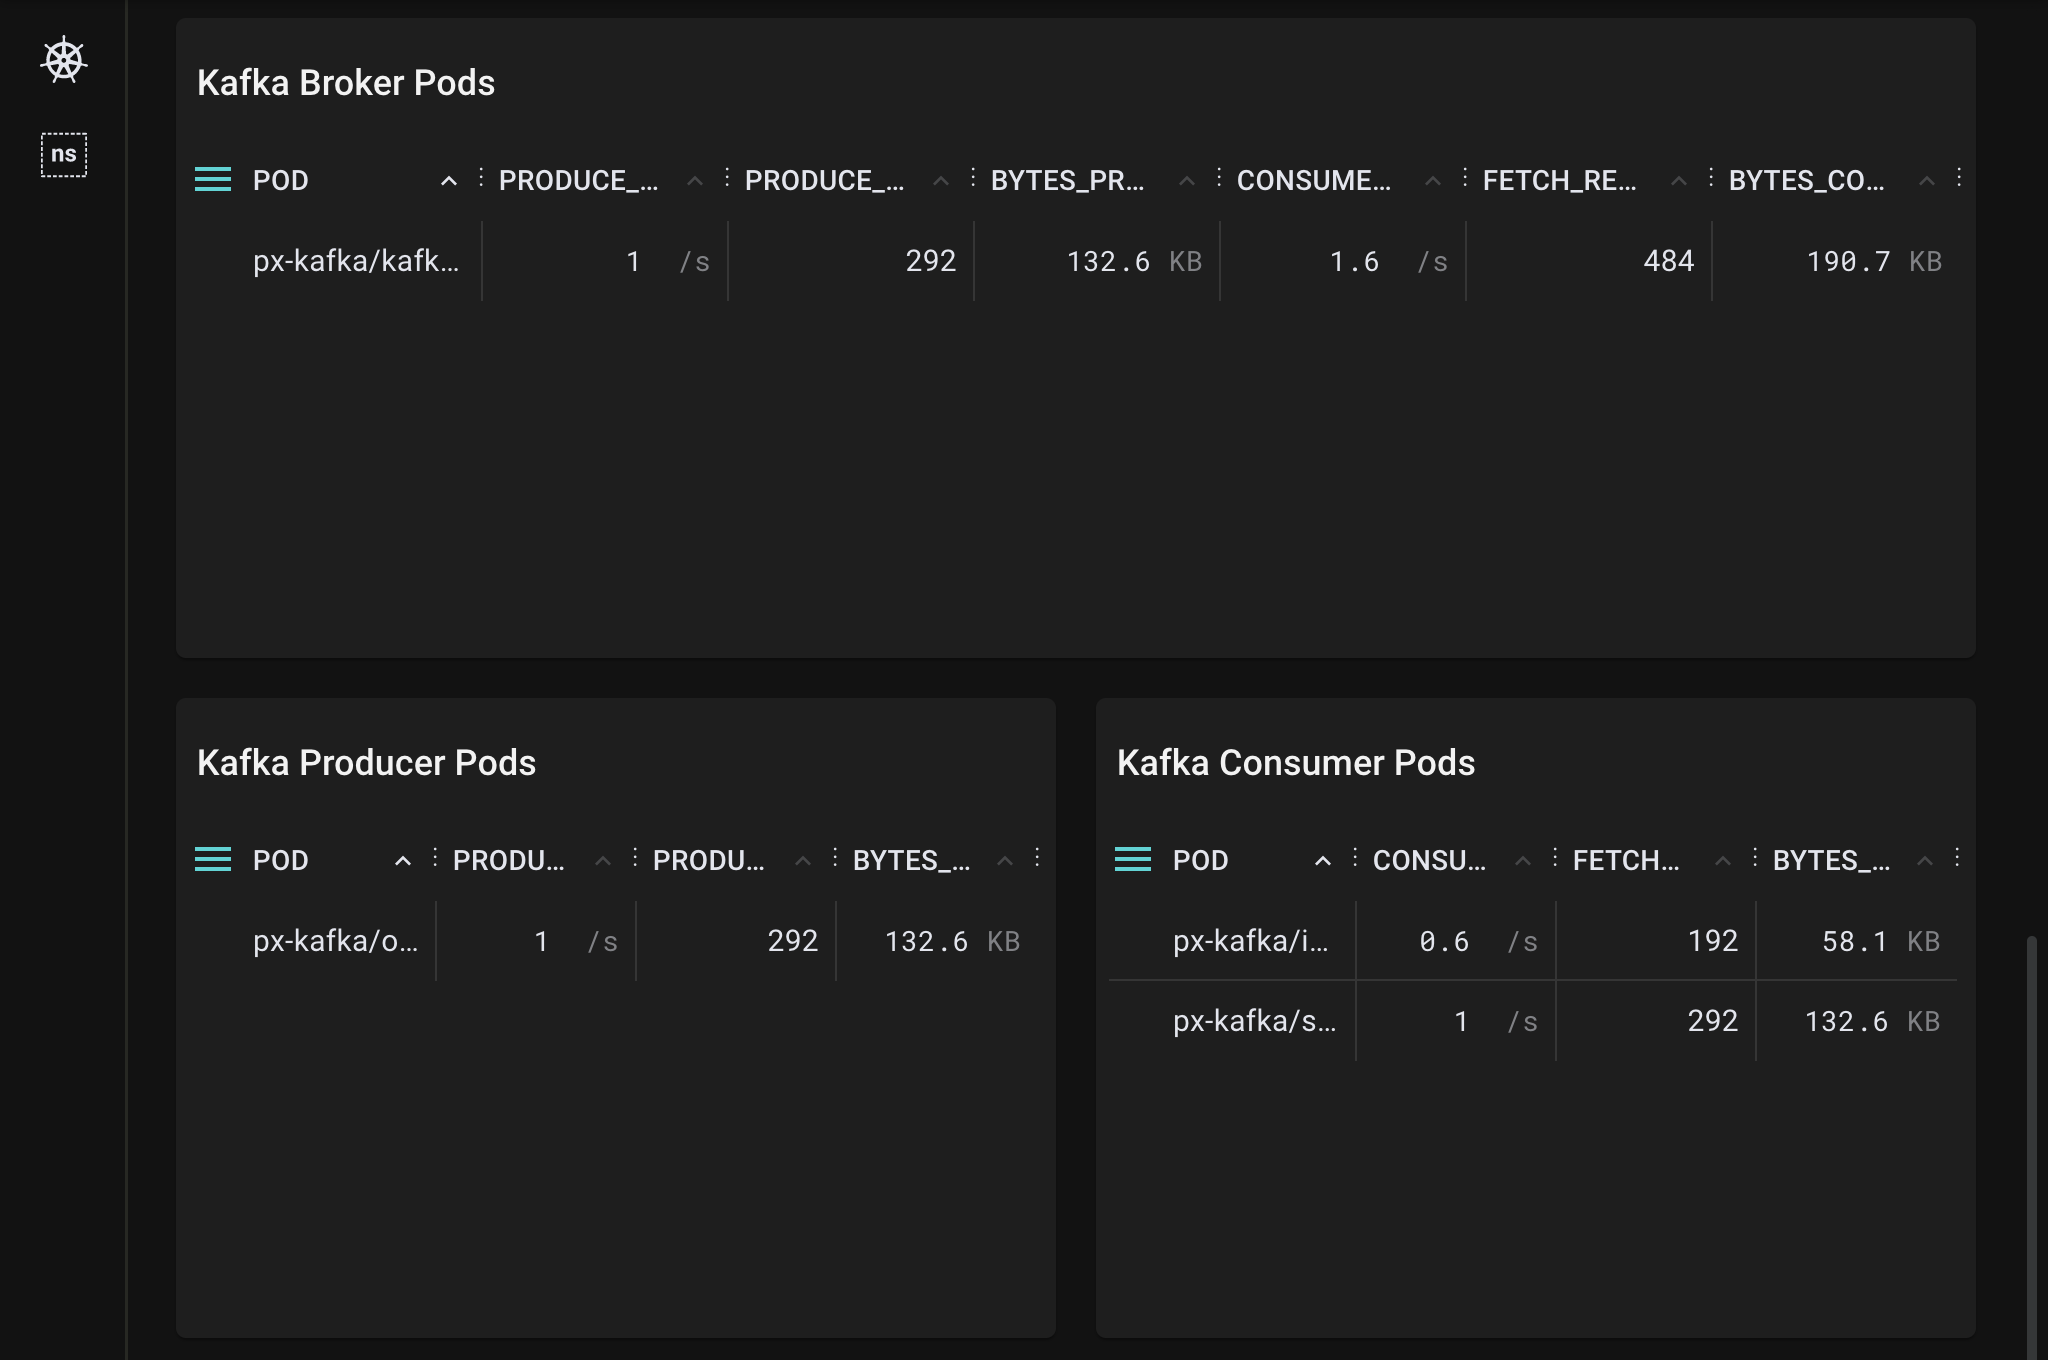 ns
Kafka Broker Pods
POD PRODUCE_... PRODUCE_... BYTES_PR... CONSUME... FETCH_RE... BYTES_CO...
px-kafka/kafk... 1 /s 292 132.6 KB 1.6 /s 484 190.7 KB
Kafka Producer Pods
POD PRODU... PRODU... BYTES_...
px-kafka/o... 1 /s 292 132.6 KB
Kafka Consumer Pods
POD CONSU... FETCH... BYTES_...
px-kafka/i... 0.6 /s 192 58.1 KB
px-kafka/s... 1 /s 292 132.6 KB